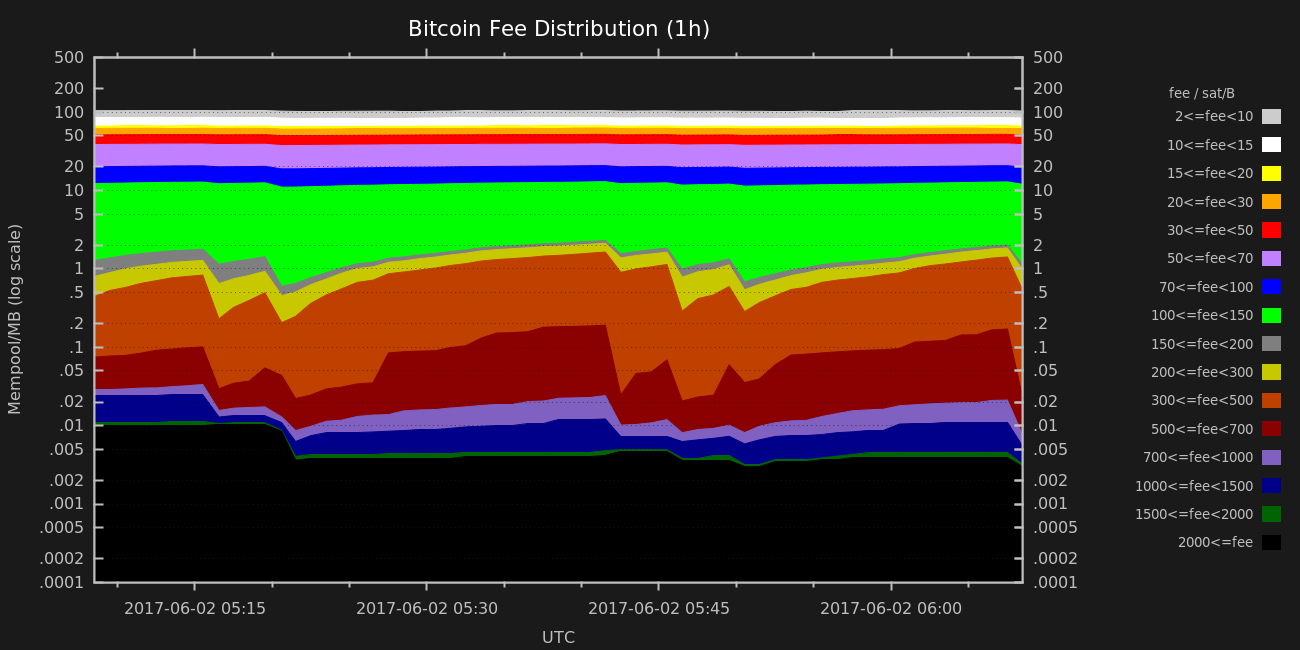 Bitcoin Fee Distribution (1h)
500 500
200 200
100 100
50 50
20 20
10 10
5 5
2 2
1 1
.5 .5
.2 .2
.1 .1
.05 .05
.02 .02
.01 .01
.005 .005
.002 .002
.001 .001
.0005 .0005
.0002 .0002
.0001 .0001
Mempool/MB (log scale)
2017-06-02 05:15 2017-06-02 05:30 2017-06-02 05:45 2017-06-02 06:00
UTC
fee / sat/B
2<=fee<10
10<=fee<15
15<=fee<20
20<=fee<30
30<=fee<50
50<=fee<70
70<=fee<100
100<=fee<150
150<=fee<200
200<=fee<300
300<=fee<500
500<=fee<700
700<=fee<1000
1000<=fee<1500
1500<=fee<2000
2000<=fee